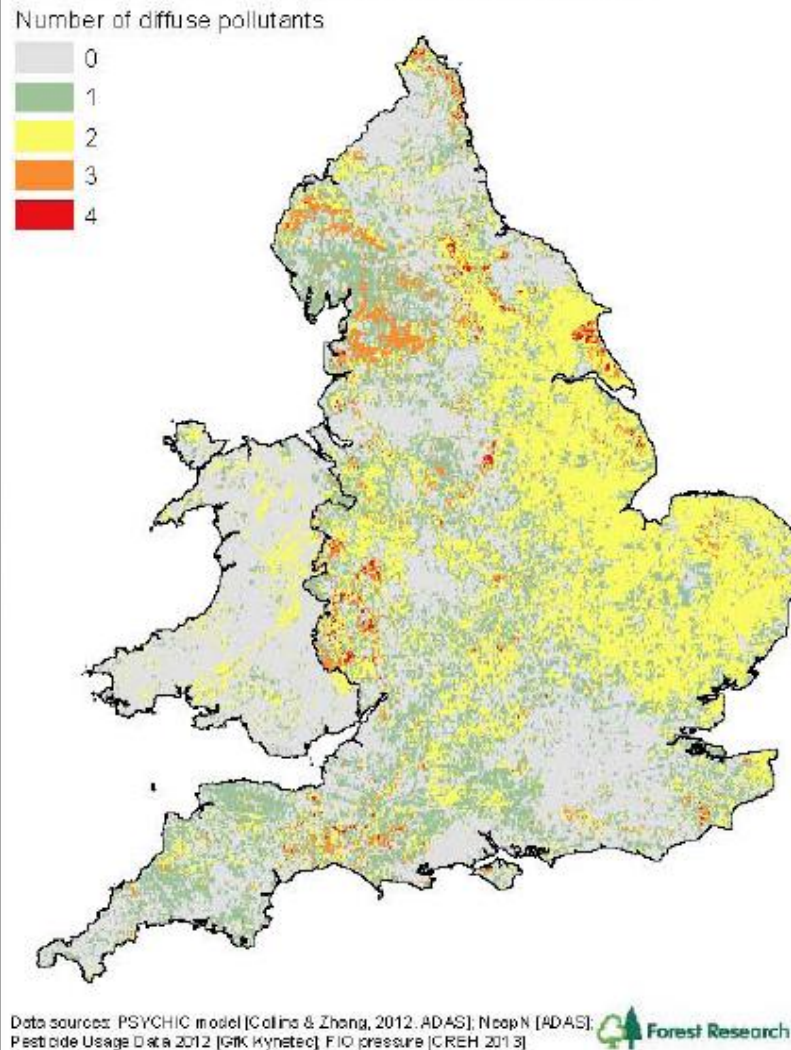 Number of diffuse pollutants
0
1
2
3
4
Data sources: PSYCHIC model [Collins & Zhang, 2012. ADAS]; NeapN [ADAS];
Pesticide Usage Data 2012 [GfK Kynetec]; FIO pressure [CREH 2013]
Forest Research